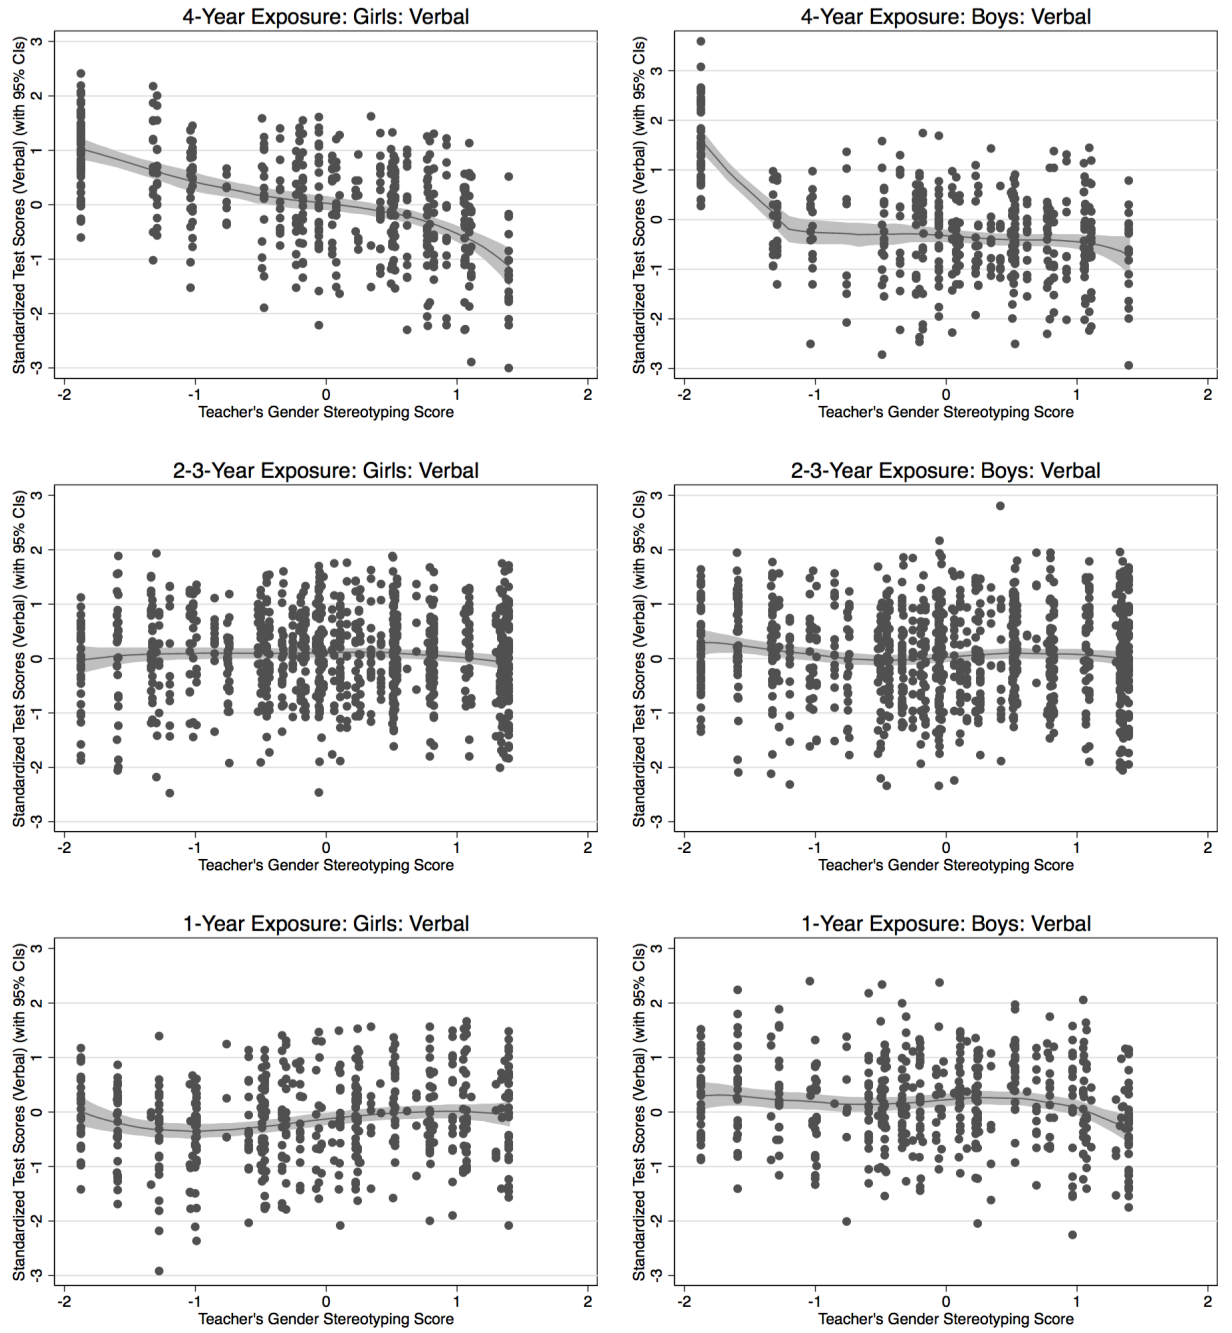 4-Year Exposure: Girls: Verbal
Standardized Test Scores (Verbal) (with 95% CIs)
3
2
1
0
-1
-2
-3
-2 -1 0 1 2
Teacher's Gender Stereotyping Score
4-Year Exposure: Boys: Verbal
Standardized Test Scores (Verbal) (with 95% CIs)
3
2
1
0
-1
-2
-3
-2 -1 0 1 2
Teacher's Gender Stereotyping Score
2-3-Year Exposure: Girls: Verbal
Standardized Test Scores (Verbal) (with 95% CIs)
3
2
1
0
-1
-2
-3
-2 -1 0 1 2
Teacher's Gender Stereotyping Score
2-3-Year Exposure: Boys: Verbal
Standardized Test Scores (Verbal) (with 95% CIs)
3
2
1
0
-1
-2
-3
-2 -1 0 1 2
Teacher's Gender Stereotyping Score
1-Year Exposure: Girls: Verbal
Standardized Test Scores (Verbal) (with 95% CIs)
3
2
1
0
-1
-2
-3
-2 -1 0 1 2
Teacher's Gender Stereotyping Score
1-Year Exposure: Boys: Verbal
Standardized Test Scores (Verbal) (with 95% CIs)
3
2
1
0
-1
-2
-3
-2 -1 0 1 2
Teacher's Gender Stereotyping Score